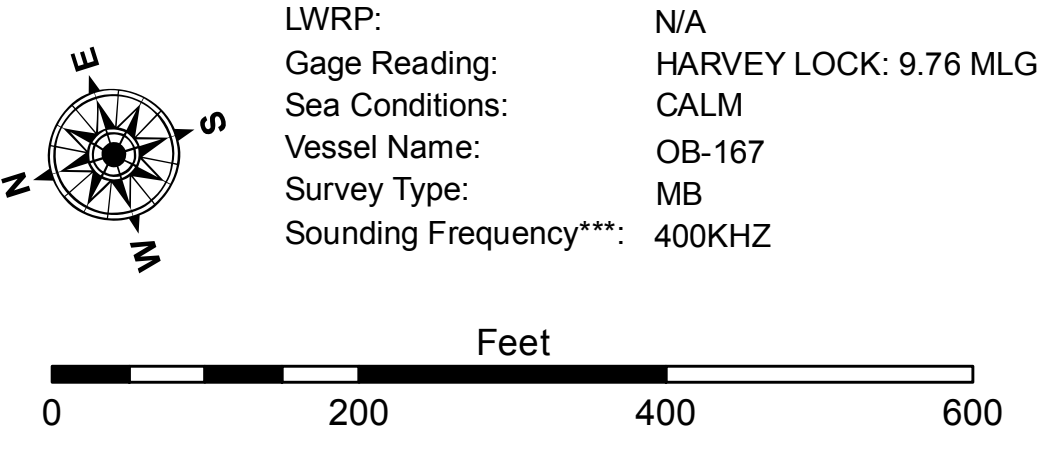 LWRP: N/A
Gage Reading: HARVEY LOCK: 9.76 MLG
Sea Conditions: CALM
Vessel Name: OB-167
Survey Type: MB
Sounding Frequency***: 400KHZ
E
S
N
W
Feet
0 200 400 600